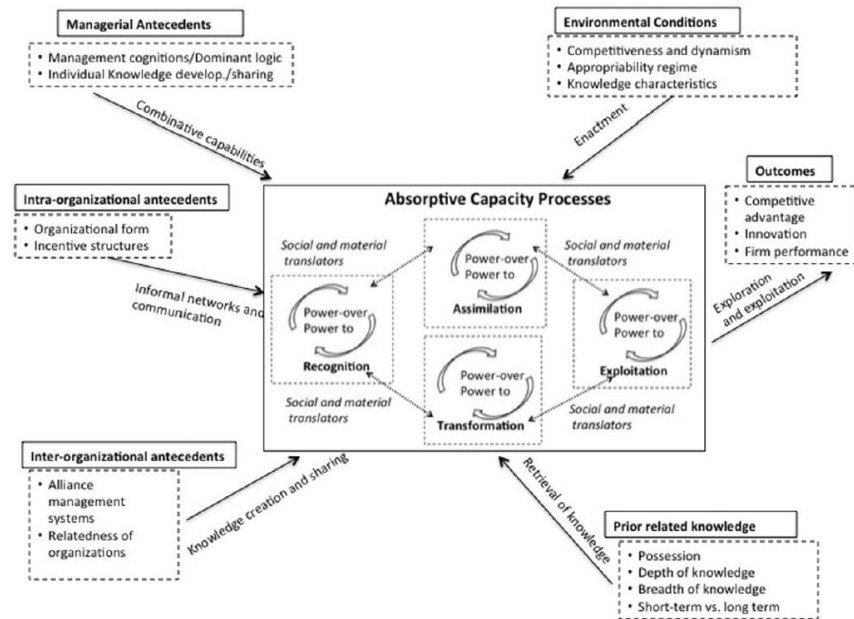 Managerial Antecedents
• Management cognitions/Dominant logic
• Individual Knowledge develop./sharing
Combinative capabilities
Environmental Conditions
• Competitiveness and dynamism
• Appropriability regime
• Knowledge characteristics
Enactment
Intra-organizational antecedents
• Organizational form
• Incentive structures
Informal networks and
communication
Outcomes
• Competitive
advantage
• Innovation
• Firm performance
Exploration
and exploitation
Absorptive Capacity Processes
Social and material
translators
Power-over
Power to
Assimilation
Social and material
translators
Power-over
Power to
Recognition
Power-over
Power to
Exploitation
Social and material
translators
Power-over
Power to
Transformation
Social and material
translators
Inter-organizational antecedents
• Alliance
management
systems
• Relatedness of
organizations
Knowledge creation and sharing
Retrieval of knowledge
Prior related knowledge
• Possession
• Depth of knowledge
• Breadth of knowledge
• Short-term vs. long term